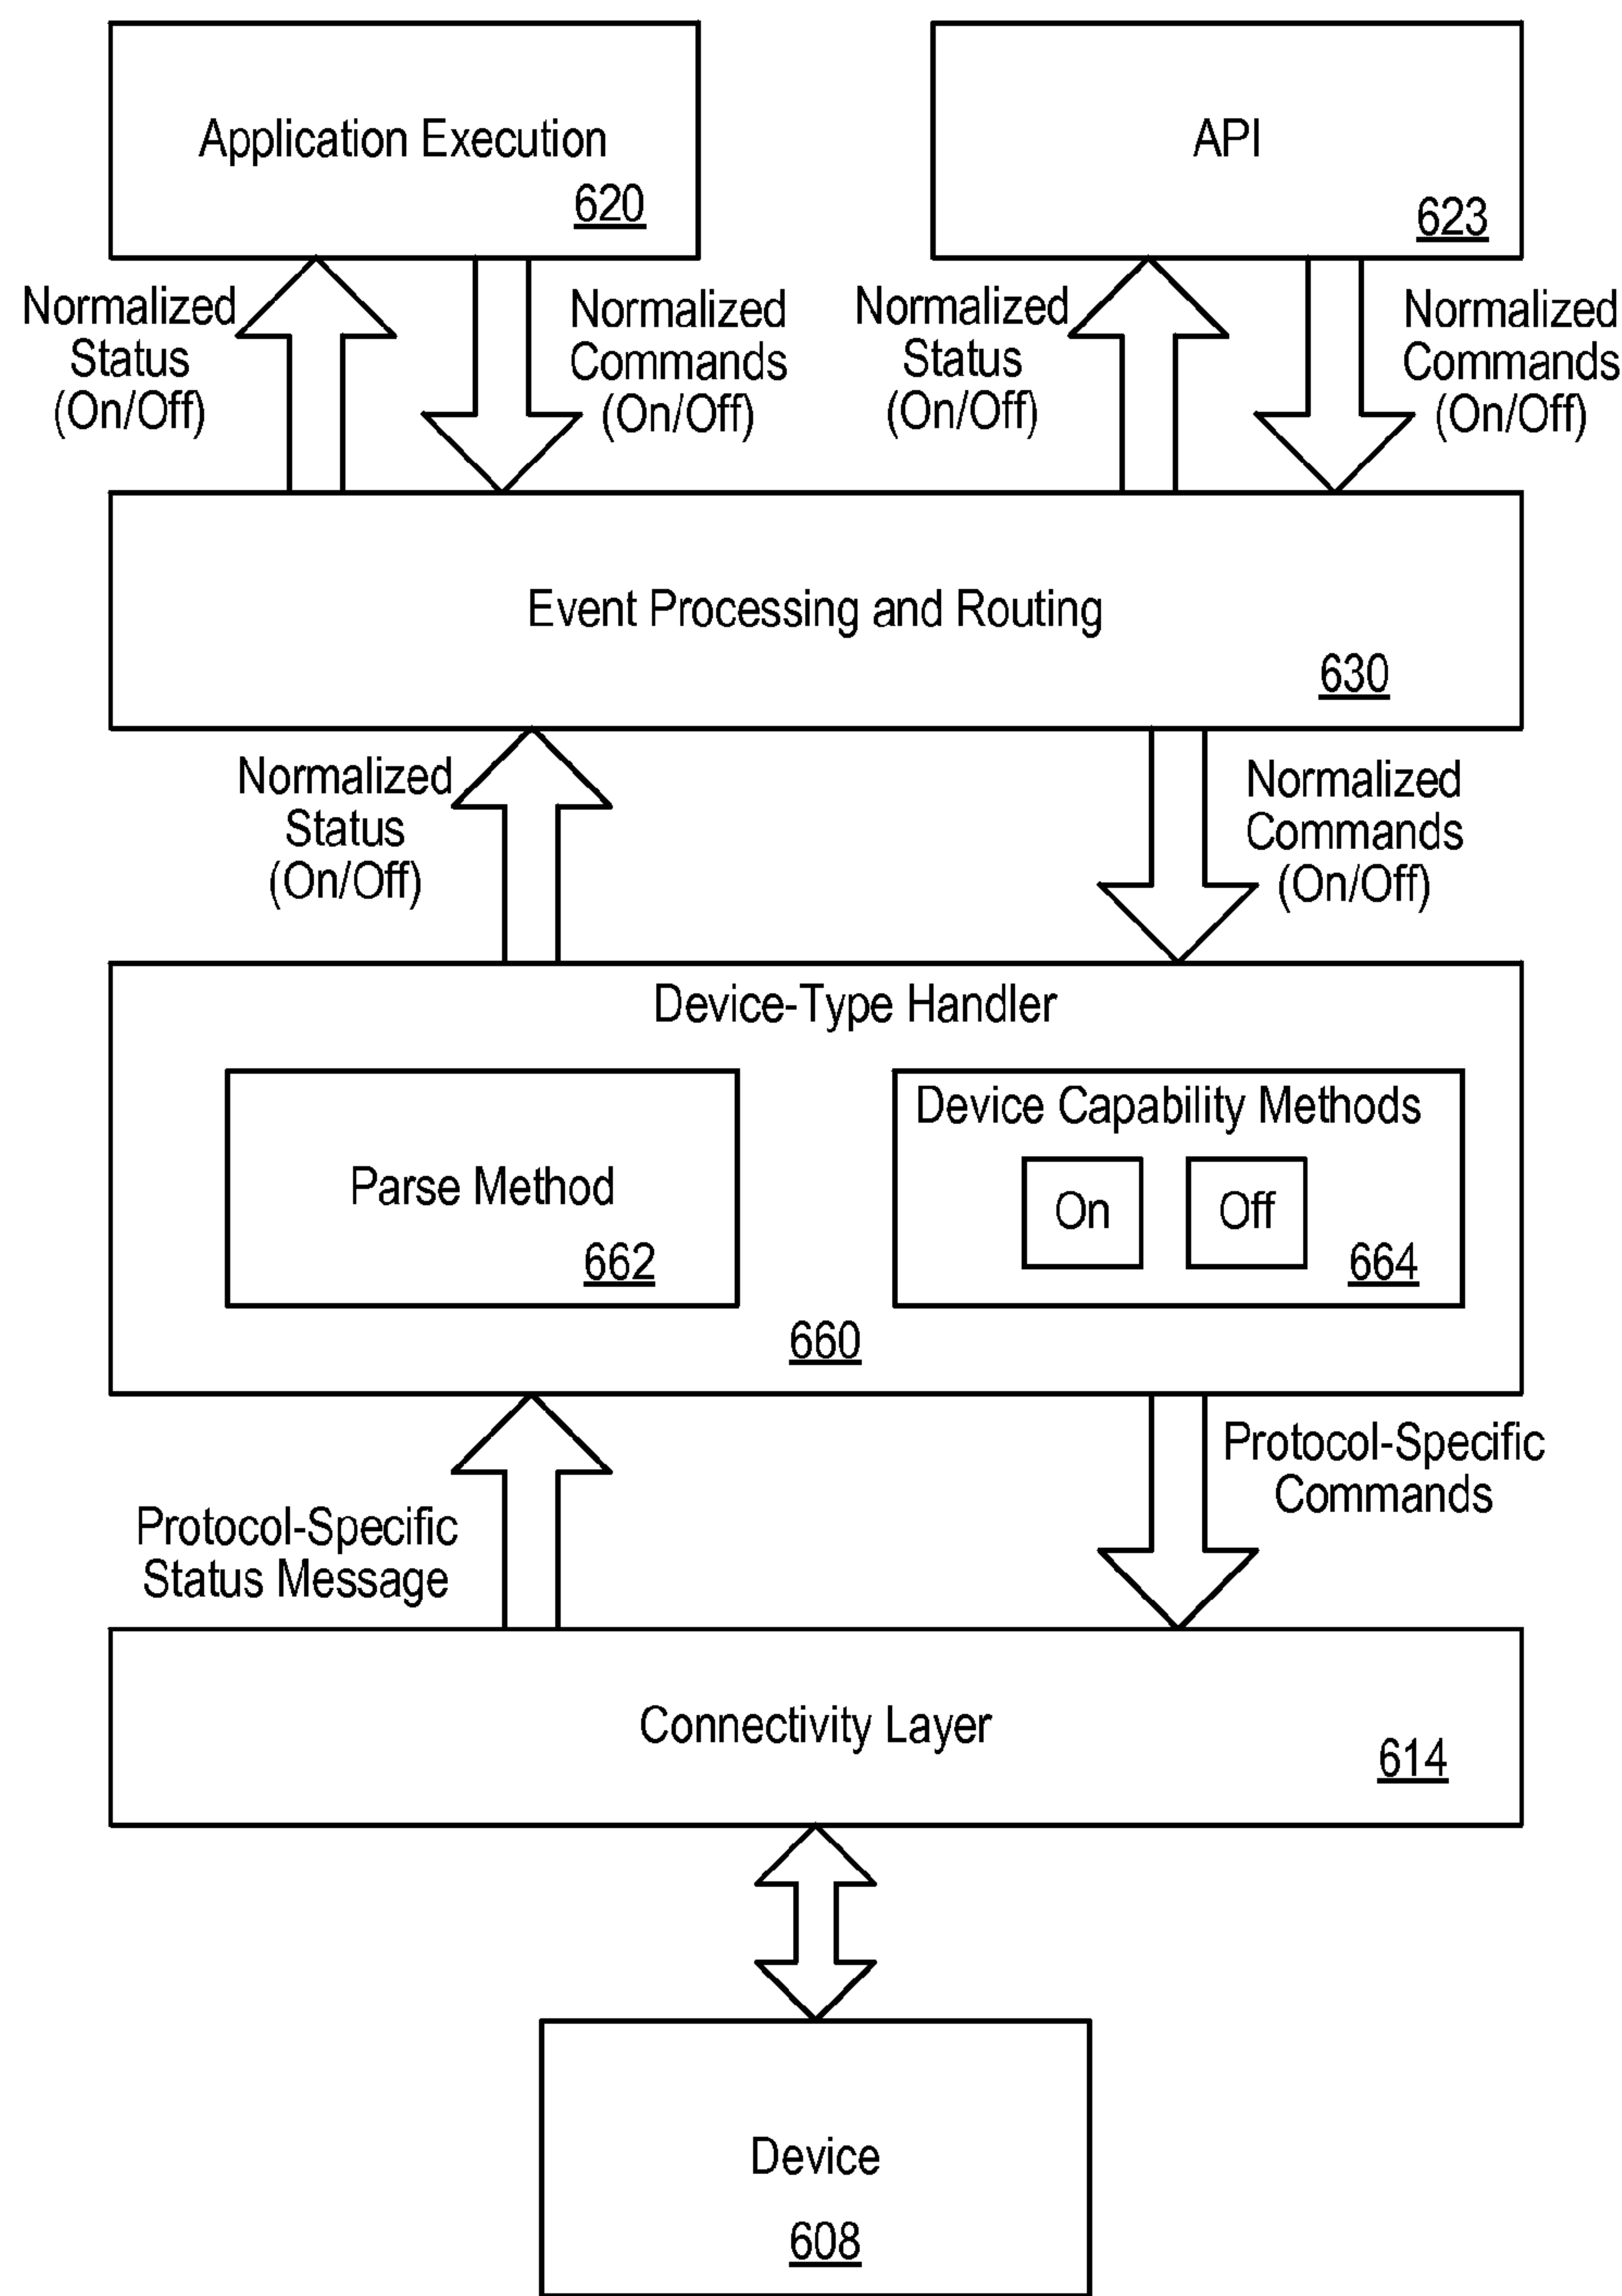 Application Execution
620
API
623
Normalized
Status
(On/Off)
Normalized
Commands
(On/Off)
Normalized
Status
(On/Off)
Normalized
Commands
(On/Off)
Event Processing and Routing
630
Normalized
Status
(On/Off)
Normalized
Commands
(On/Off)
Device-Type Handler
Parse Method
662
Device Capability Methods
On
Off
664
660
Protocol-Specific
Status Message
Protocol-Specific
Commands
Connectivity Layer
614
Device
608